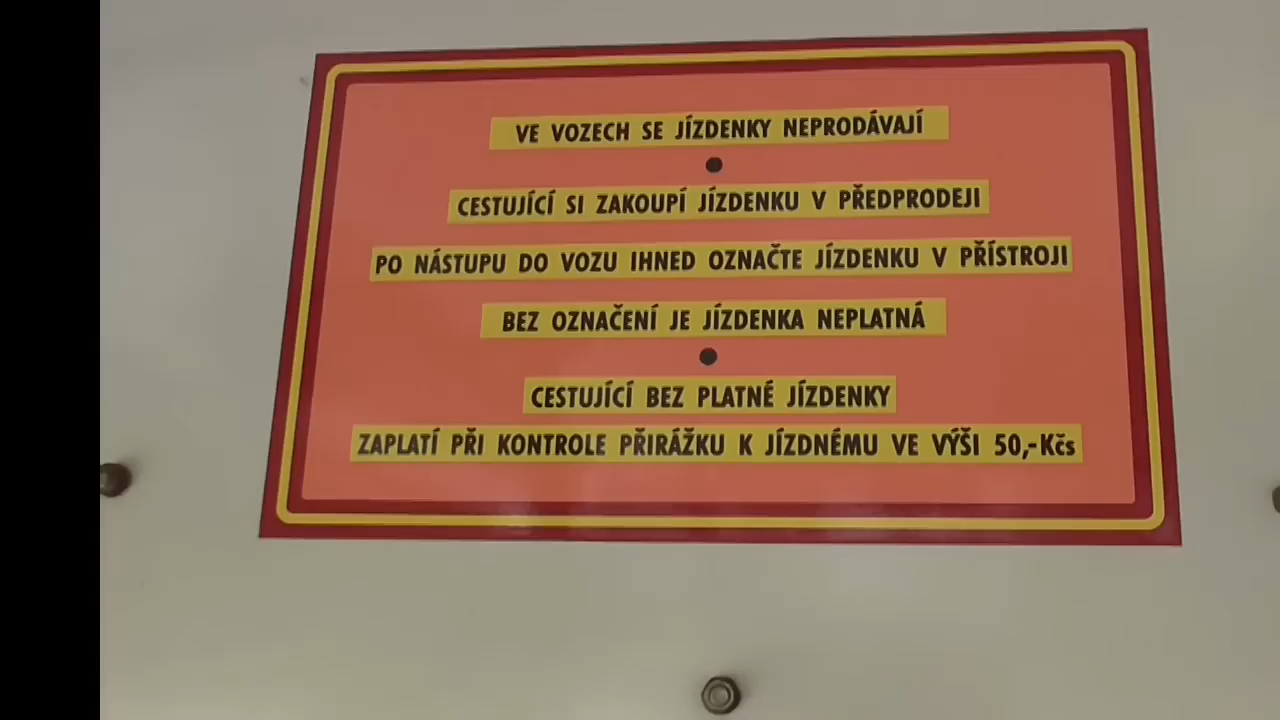 VE VOZECH SE JÍZDENKY NEPRODÁVAJÍ
CESTUJÍCÍ SI ZAKOUPÍ JÍZDENKU V PŘEDPRODEJI
PO NÁSTUPU DO VOZU IHNED OZNAČTE JÍZDENKU V PŘÍSTROJI
BEZ OZNAČENÍ JE JÍZDENKA NEPLATNÁ
CESTUJÍCÍ BEZ PLATNÉ JÍZDENKY
ZAPLATÍ PŘI KONTROLE PŘIRÁŽKU K JÍZDNÉMU VE VÝŠI 50,-Kčs